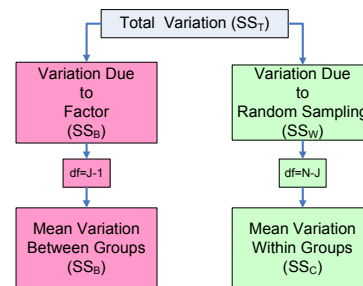 Total Variation (SST)
Variation Due
to
Factor
(SSB)
Variation Due
to
Random Sampling
(SSW)
df=J-1
df=N-J
Mean Variation
Between Groups
(SSB)
Mean Variation
Within Groups
(SSC)